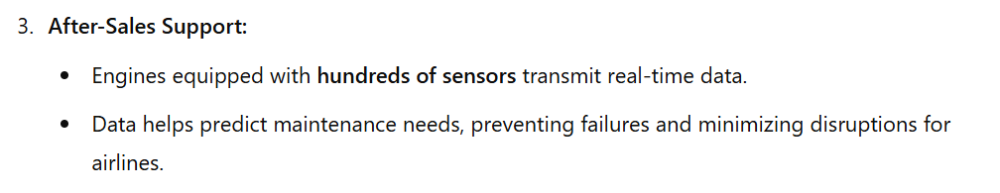 3. After-Sales Support:
• Engines equipped with hundreds of sensors transmit real-time data.
• Data helps predict maintenance needs, preventing failures and minimizing disruptions for
airlines.